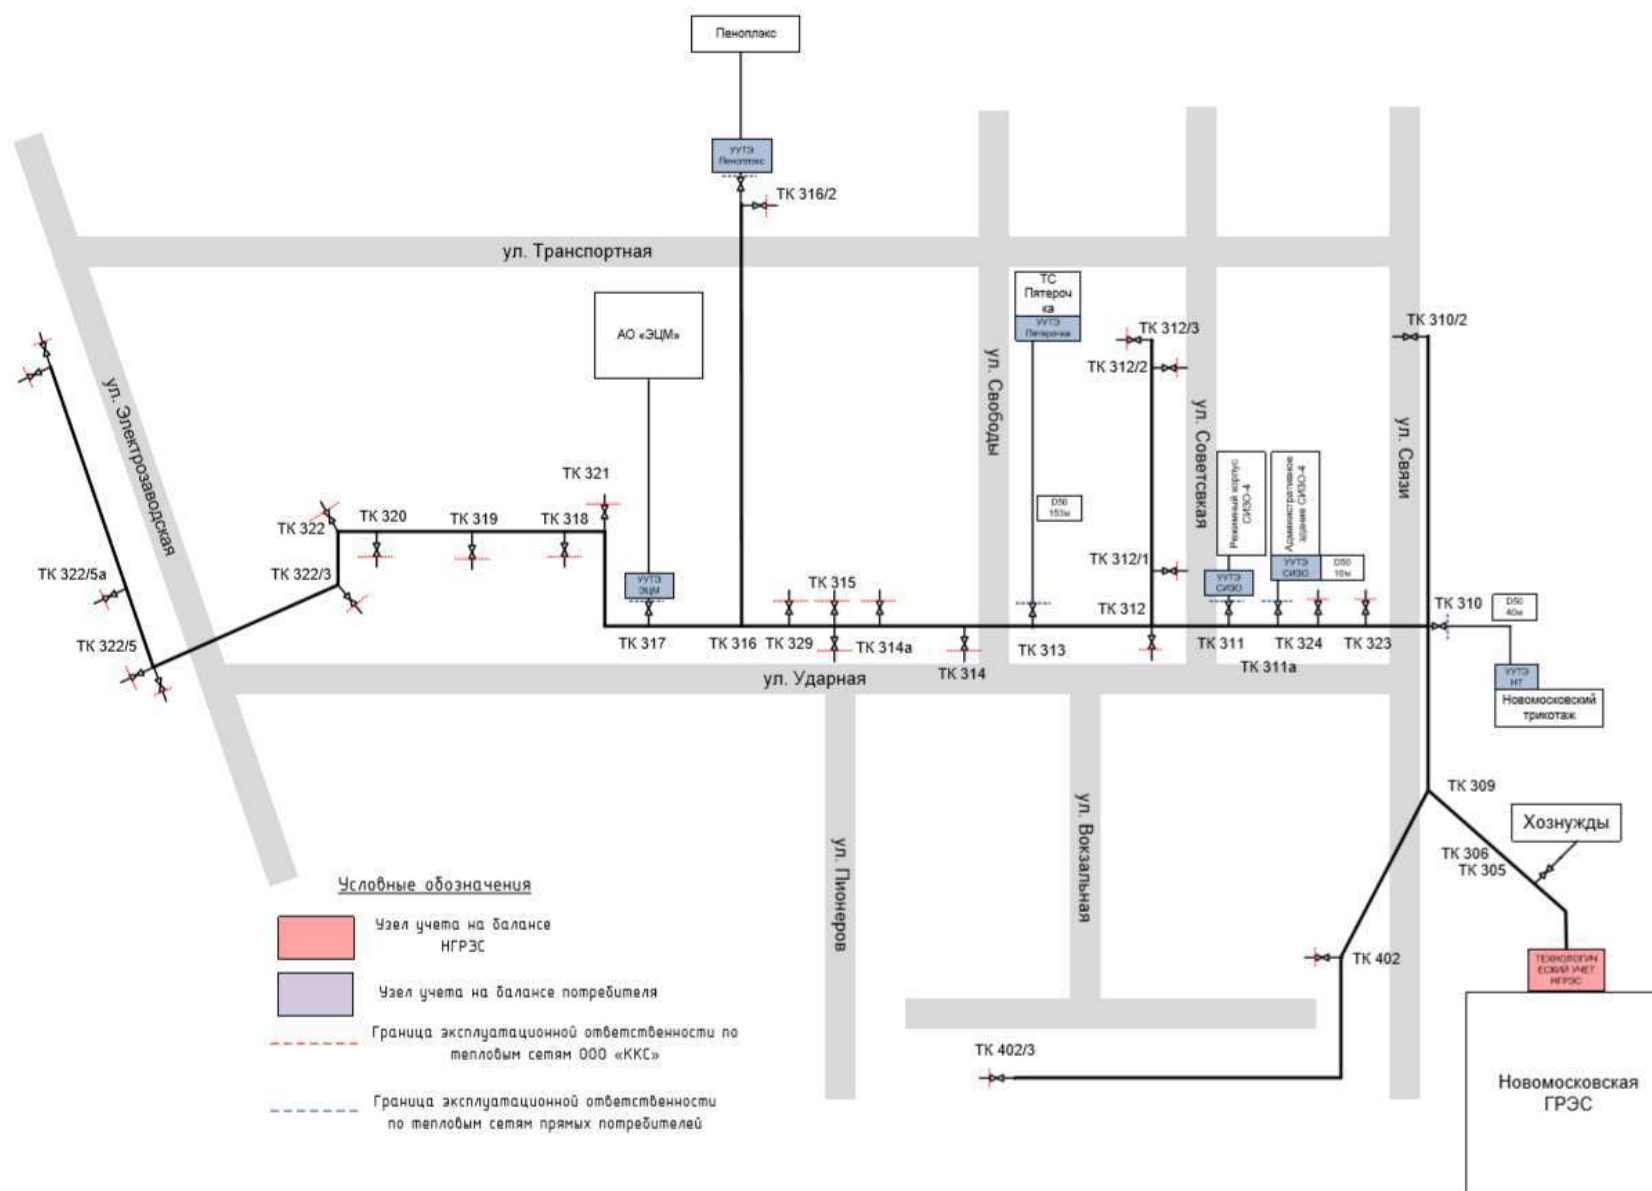 Пеноплэкс
УУТЭ
Пеноплэкс
ТК 316/2
ул. Транспортная
ТС
Пятероч
ка
УУТЭ
Пятерочка
АО «ЭЦМ»
ТК 312/3
ТК 310/2
ТК 312/2
ул. Электрозаводская
ул. Свободы
ул. Советсвкая
ул. Связи
ТК 321
D50
153м
Режимный корпус
СИЗО-4
Административное
здание СИЗО-4
ТК 322
ТК 320
ТК 319
ТК 318
ТК 312/1
УУТЭ
СИЗО
УУТЭ
СИЗО
D50
10м
ТК 322/5а
ТК 322/3
УУТЭ
ЭЦМ
ТК 315
ТК 312
ТК 310
D50
40м
ТК 322/5
ТК 317
ТК 316
ТК 329
ТК 314а
ТК 313
ТК 311
ТК 324
ТК 323
ТК 314
ТК 311а
ул. Ударная
УУТЭ
НТ
Новомосковский
трикотаж
ТК 309
Хознужды
ул. Пионеров
ул. Вокзальная
ТК 306
ТК 305
Условные обозначения
Узел учета на балансе
НГРЭС
ТК 402
ТЕХНОЛОГИЧ
ЕСКИЙ УЧЕТ
НГРЭС
Узел учета на балансе потребителя
Граница эксплуатационной ответственности по
тепловым сетям ООО «ККС»
ТК 402/3
Новомосковская
ГРЭС
Граница эксплуатационной ответственности
по тепловым сетям прямых потребителей